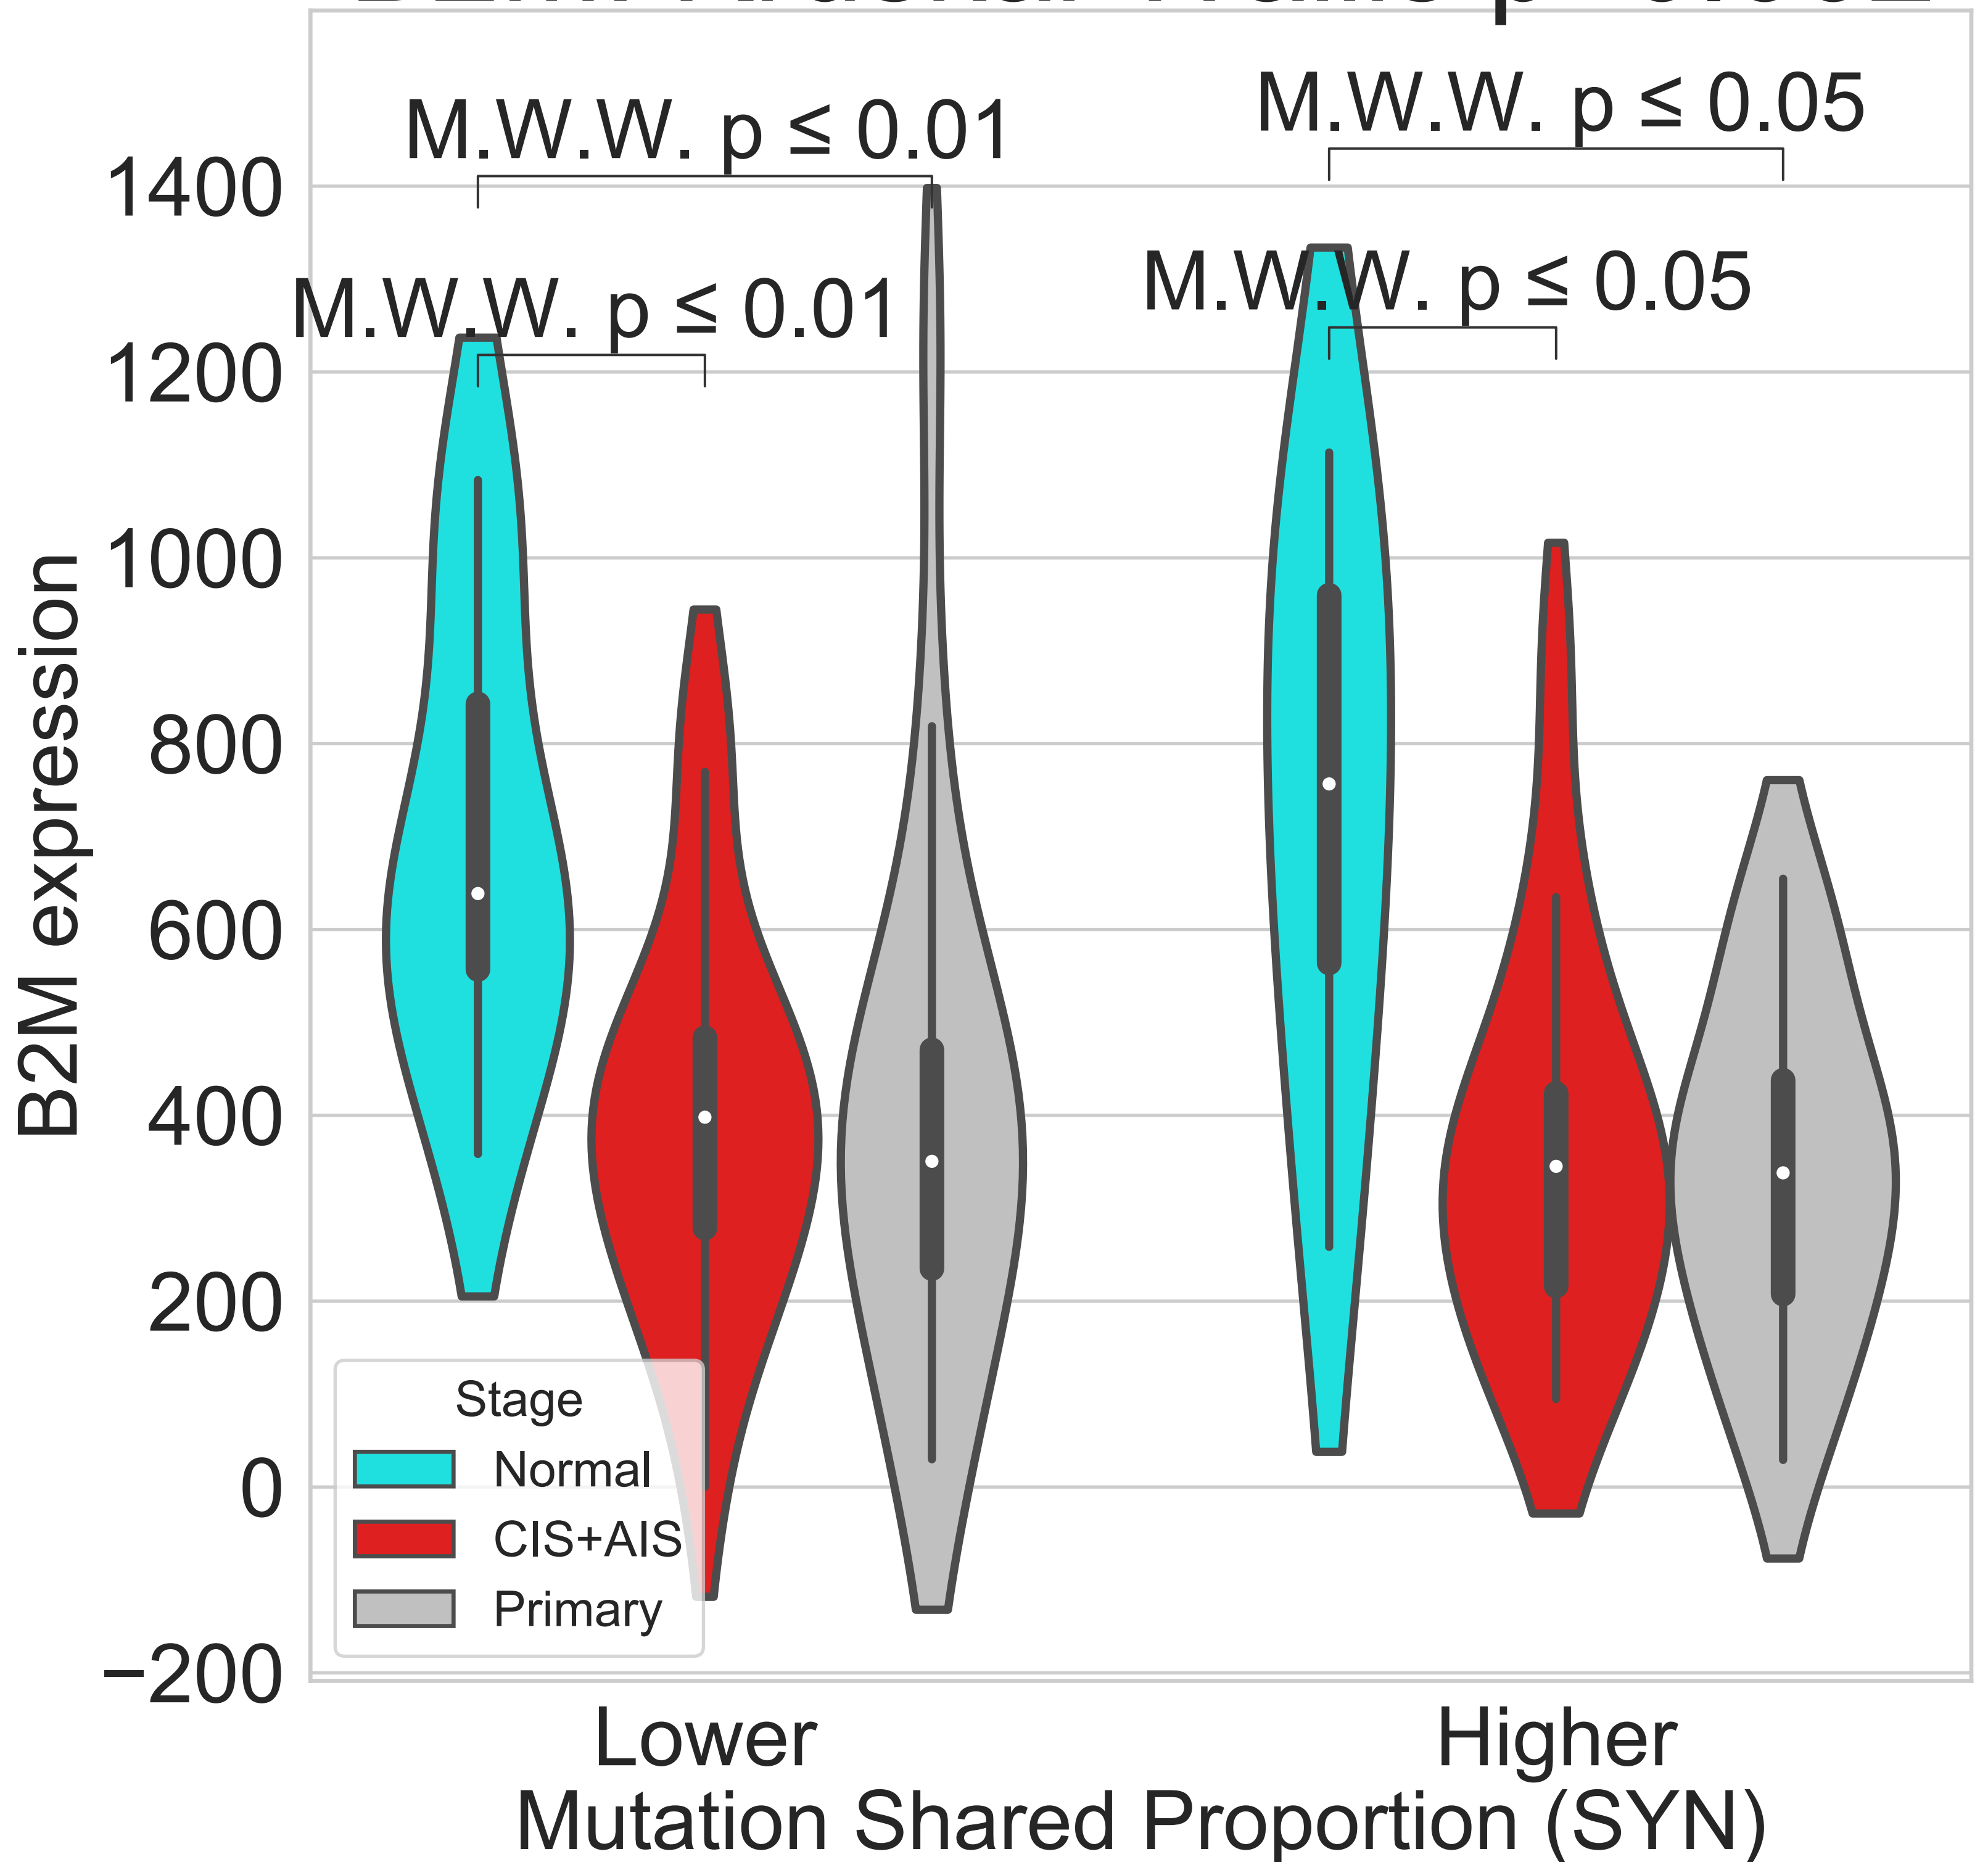 M.W.W. p ≤ 0.05
M.W.W. p ≤ 0.01
M.W.W. p ≤ 0.05
M.W.W. p ≤ 0.01
1400
1200
1000
800
600
400
200
0
−200
B2M expression
Stage
Normal
CIS+AIS
Primary
Lower
Higher
Mutation Shared Proportion (SYN)